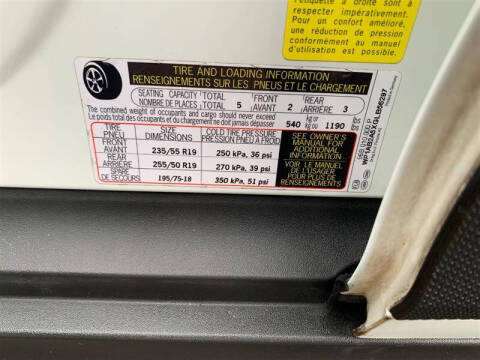 l'étiquette à droite sont à
respecter impérativement.
Pour un confort amélioré,
une réduction de pression
conformément au manuel
d'utilisation est possible.
TIRE AND LOADING INFORMATION
RENSEIGNEMENTS SUR LES PNEUS ET LE CHARGEMENT
SEATING CAPACITY TOTAL 5 FRONT 2 REAR 3
NOMBRE DE PLACES TOTAL AVANT ARRIÈRE
The combined weight of occupants and cargo should never exceed 540 kg or 1190 lbs
Le poids total des occupants et du chargement ne doit jamais dépasser kg ou lb
TIRE SIZE COLD TIRE PRESSURE
PNEU DIMENSIONS PRESSION PNEU À FROID
FRONT AVANT 235/55 R19 250 kPa, 36 psi
REAR ARRIÈRE 255/50 R19 270 kPa, 39 psi
SPARE DE SECOURS 195/75-18 350 kPa, 51 psi
SEE OWNER'S
MANUAL FOR
ADDITIONAL
INFORMATION
VOIR LE MANUEL
DE L'USAGER
POUR PLUS DE
RENSEIGNEMENTS